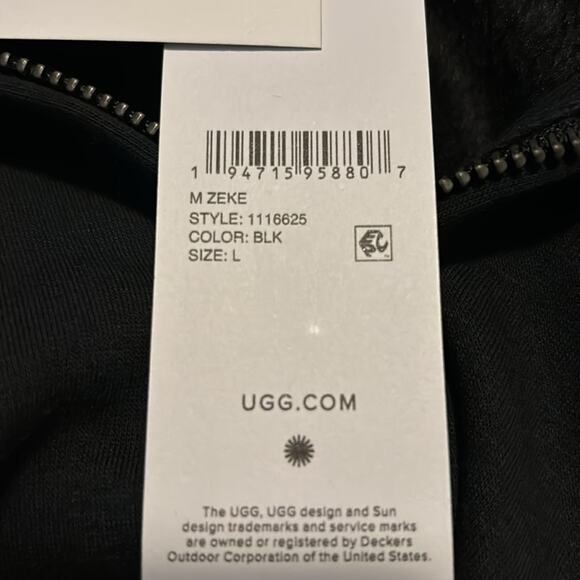 1 94715 95880 7
M ZEKE
STYLE: 1116625
COLOR: BLK
SIZE: L
UGG.COM
The UGG, UGG design and Sun
design trademarks and service marks
are owned or registered by Deckers
Outdoor Corporation of the United States.